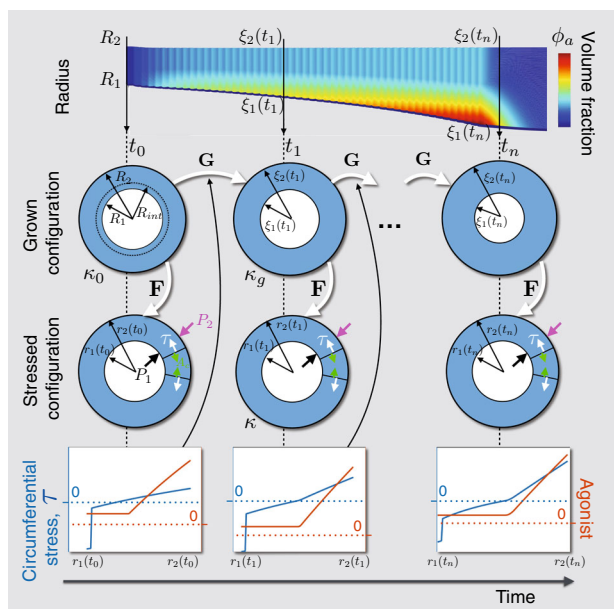 R₂ ξ₂(t₁) ξ₂(tₙ) ϕₐ
R₁
Radius
Volume fraction
ξ₁(t₁)
ξ₁(tₙ)
t₀ t₁ tₙ
G G G
Grown configuration
R₂
R₁
R_int
ξ₂(t₁)
ξ₁(t₁)
...
ξ₂(tₙ)
ξ₁(tₙ)
κ₀ κ_g
F F F
Stressed configuration
r₂(t₀)
P₂
τ
r₁(t₀)
P₁
r₂(t₁)
τ
r₁(t₁)
r₂(tₙ)
τ
r₁(tₙ)
κ
Circumferential stress, τ
0 0
0 0
0 0
Agonist
r₁(t₀) r₂(t₀) r₁(t₁) r₂(t₁) r₁(tₙ) r₂(tₙ)
Time